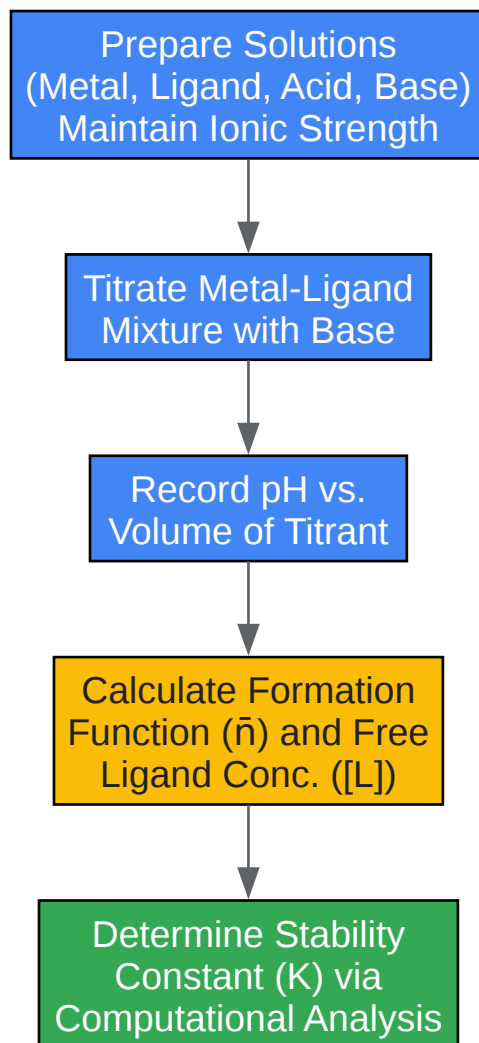 Prepare Solutions
(Metal, Ligand, Acid, Base)
Maintain Ionic Strength
Titrate Metal-Ligand
Mixture with Base
Record pH vs.
Volume of Titrant
Calculate Formation
Function (n̄) and Free
Ligand Conc. ([L])
Determine Stability
Constant (K) via
Computational Analysis